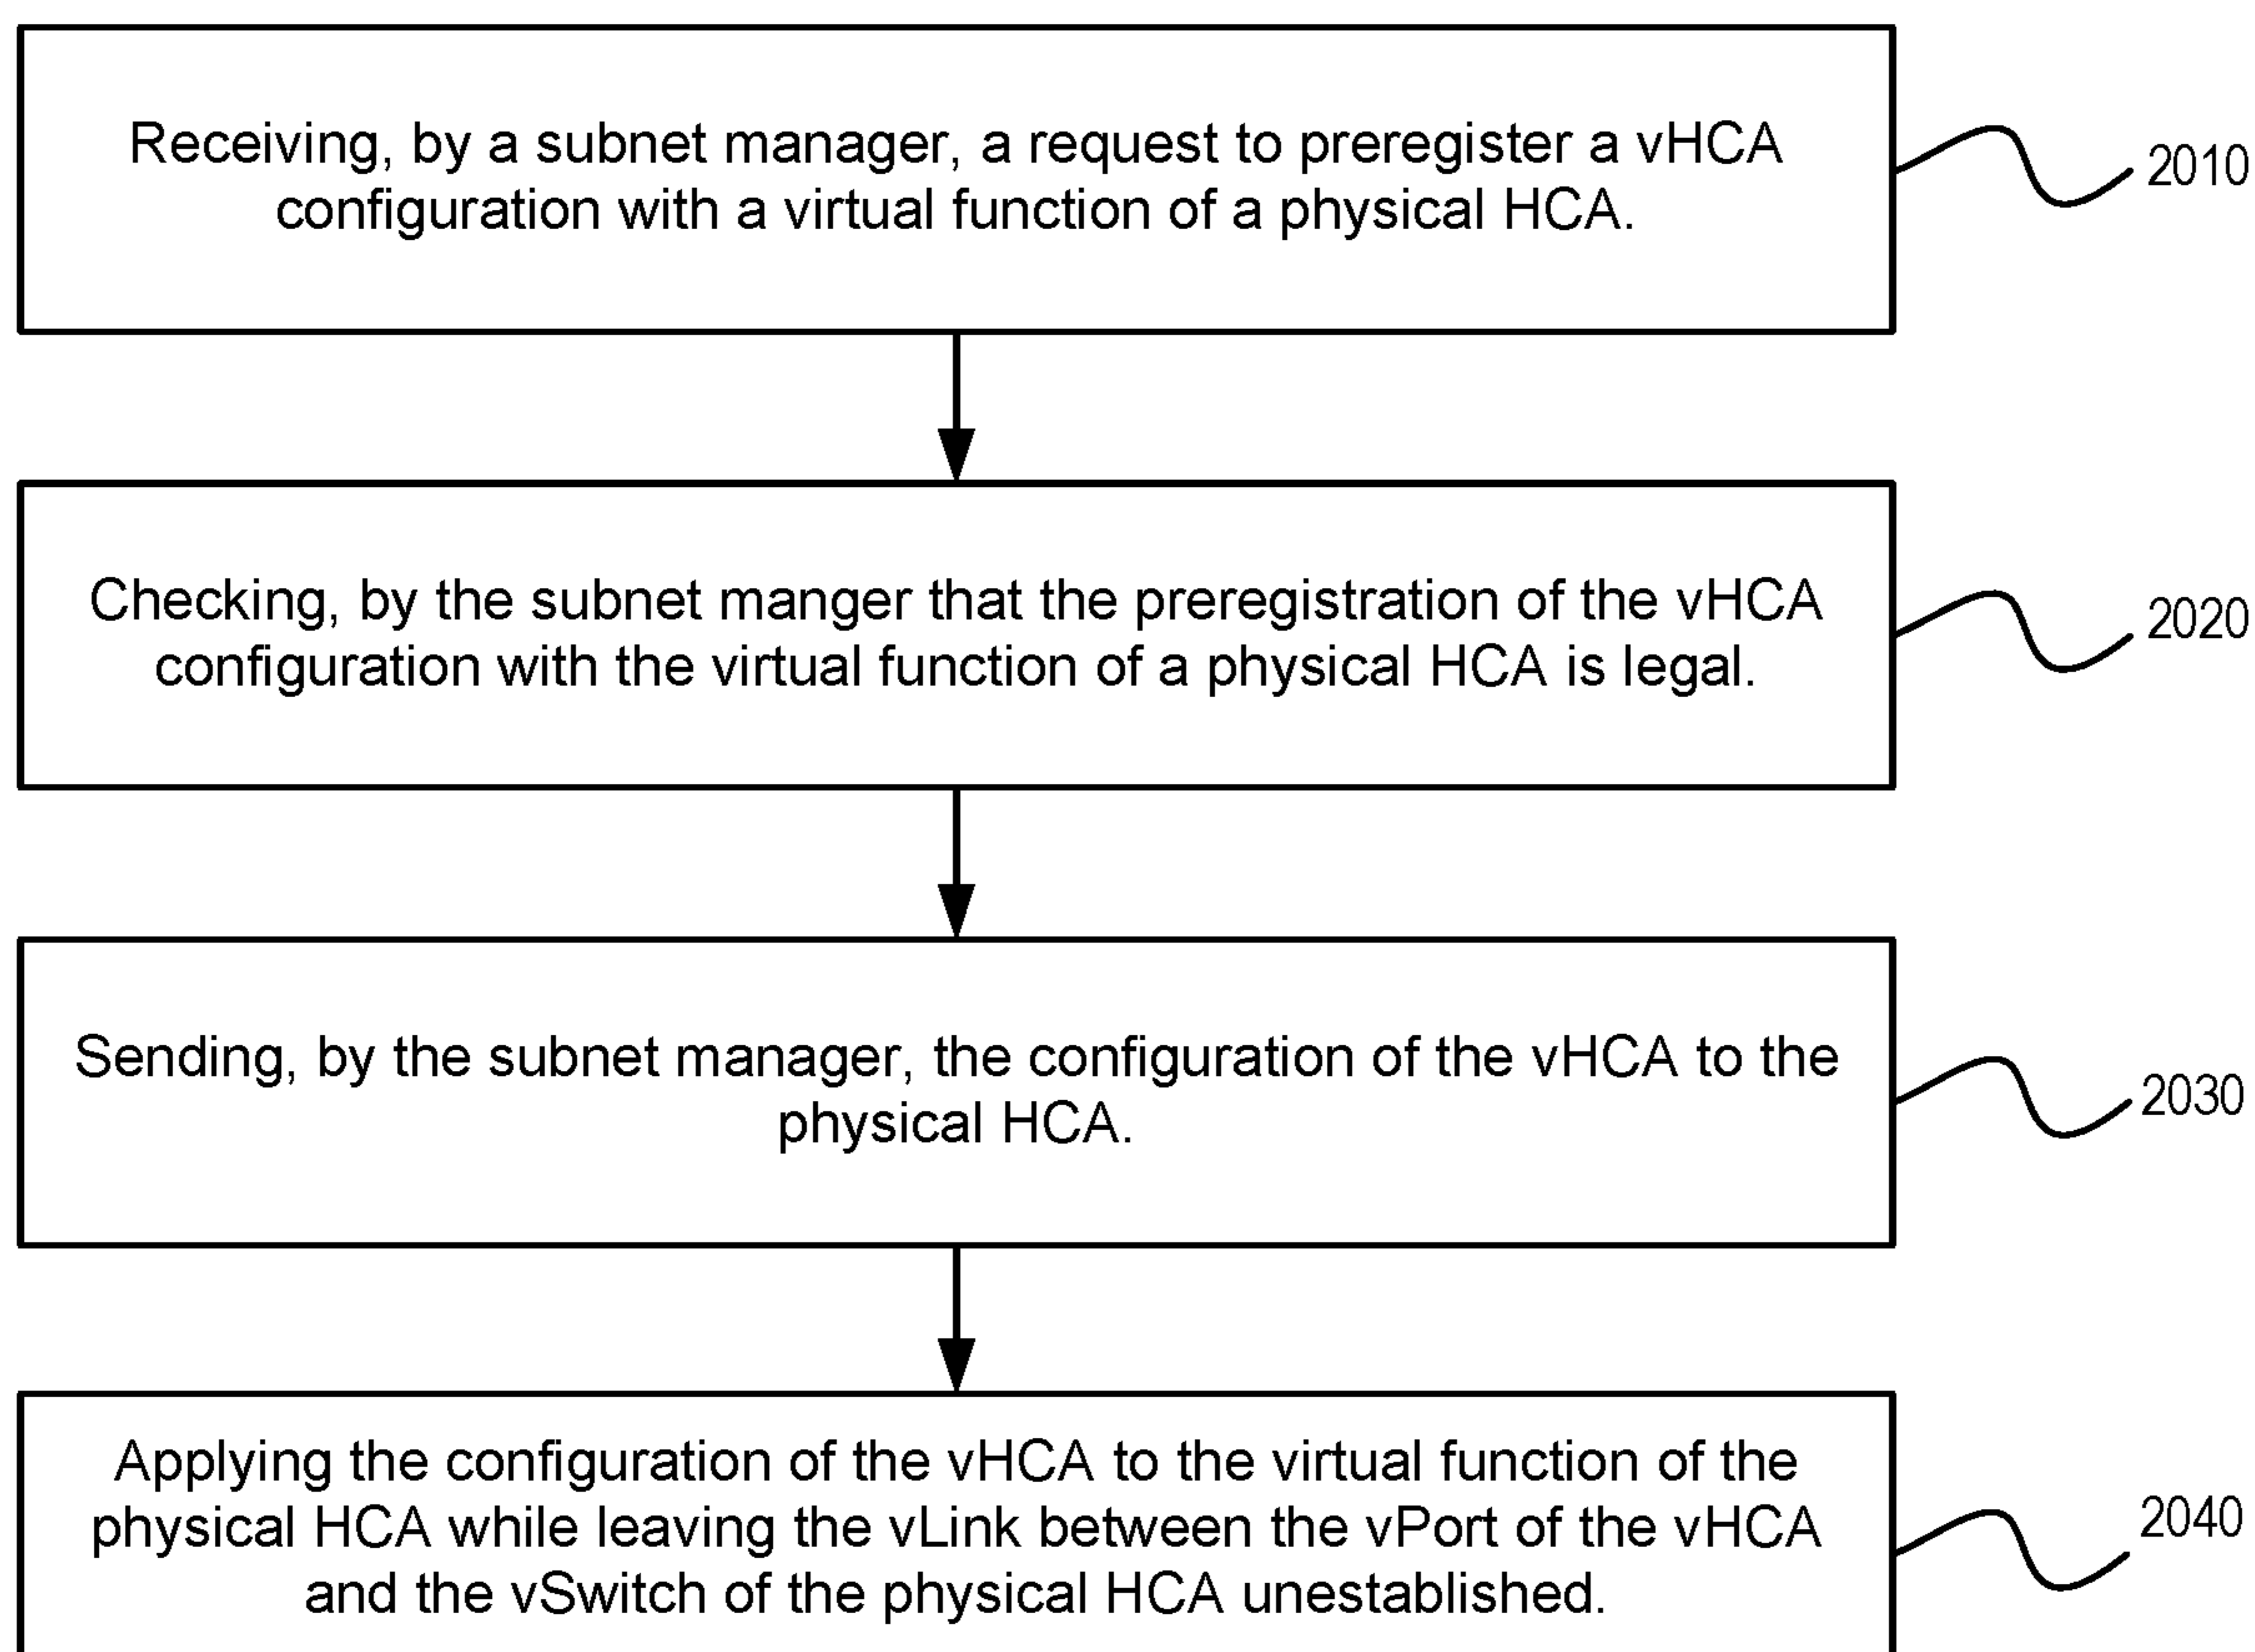 Receiving, by a subnet manager, a request to preregister a vHCA
configuration with a virtual function of a physical HCA.
2010
Checking, by the subnet manger that the preregistration of the vHCA
configuration with the virtual function of a physical HCA is legal.
2020
Sending, by the subnet manager, the configuration of the vHCA to the
physical HCA.
2030
Applying the configuration of the vHCA to the virtual function of the
physical HCA while leaving the vLink between the vPort of the vHCA
and the vSwitch of the physical HCA unestablished.
2040